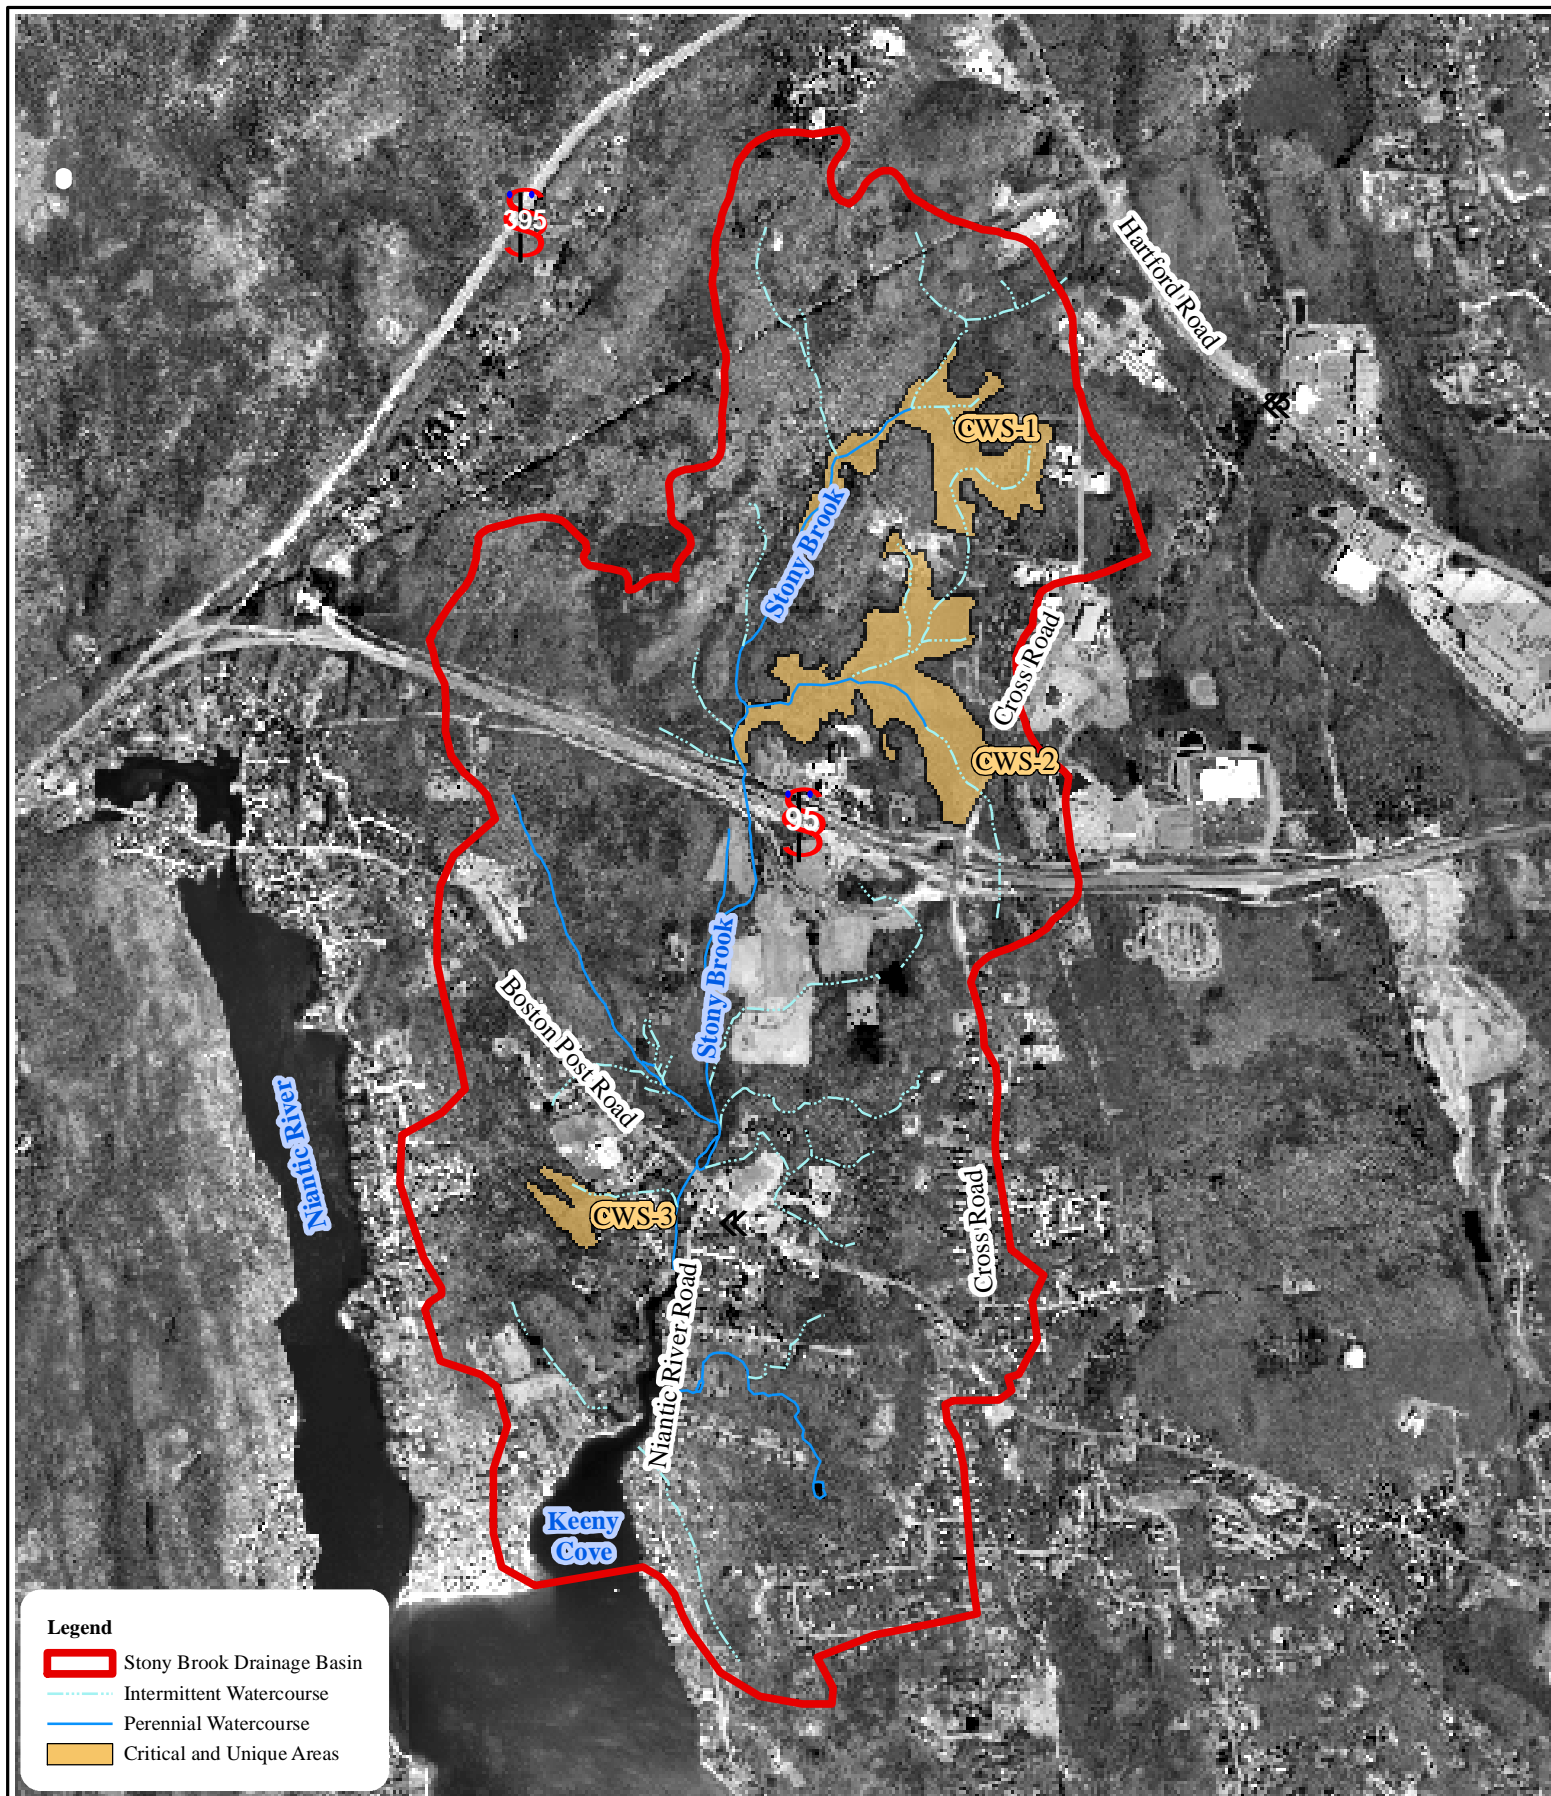 395
Hartford Road
CWS-1
Stony Brook
Cross Road
CWS-2
95
Stony Brook
Boston Post Road
Niantic River
CWS-3
Cross Road
Niantic River Road
Keeny
Cove
Legend
Stony Brook Drainage Basin
Intermittent Watercourse
Perennial Watercourse
Critical and Unique Areas